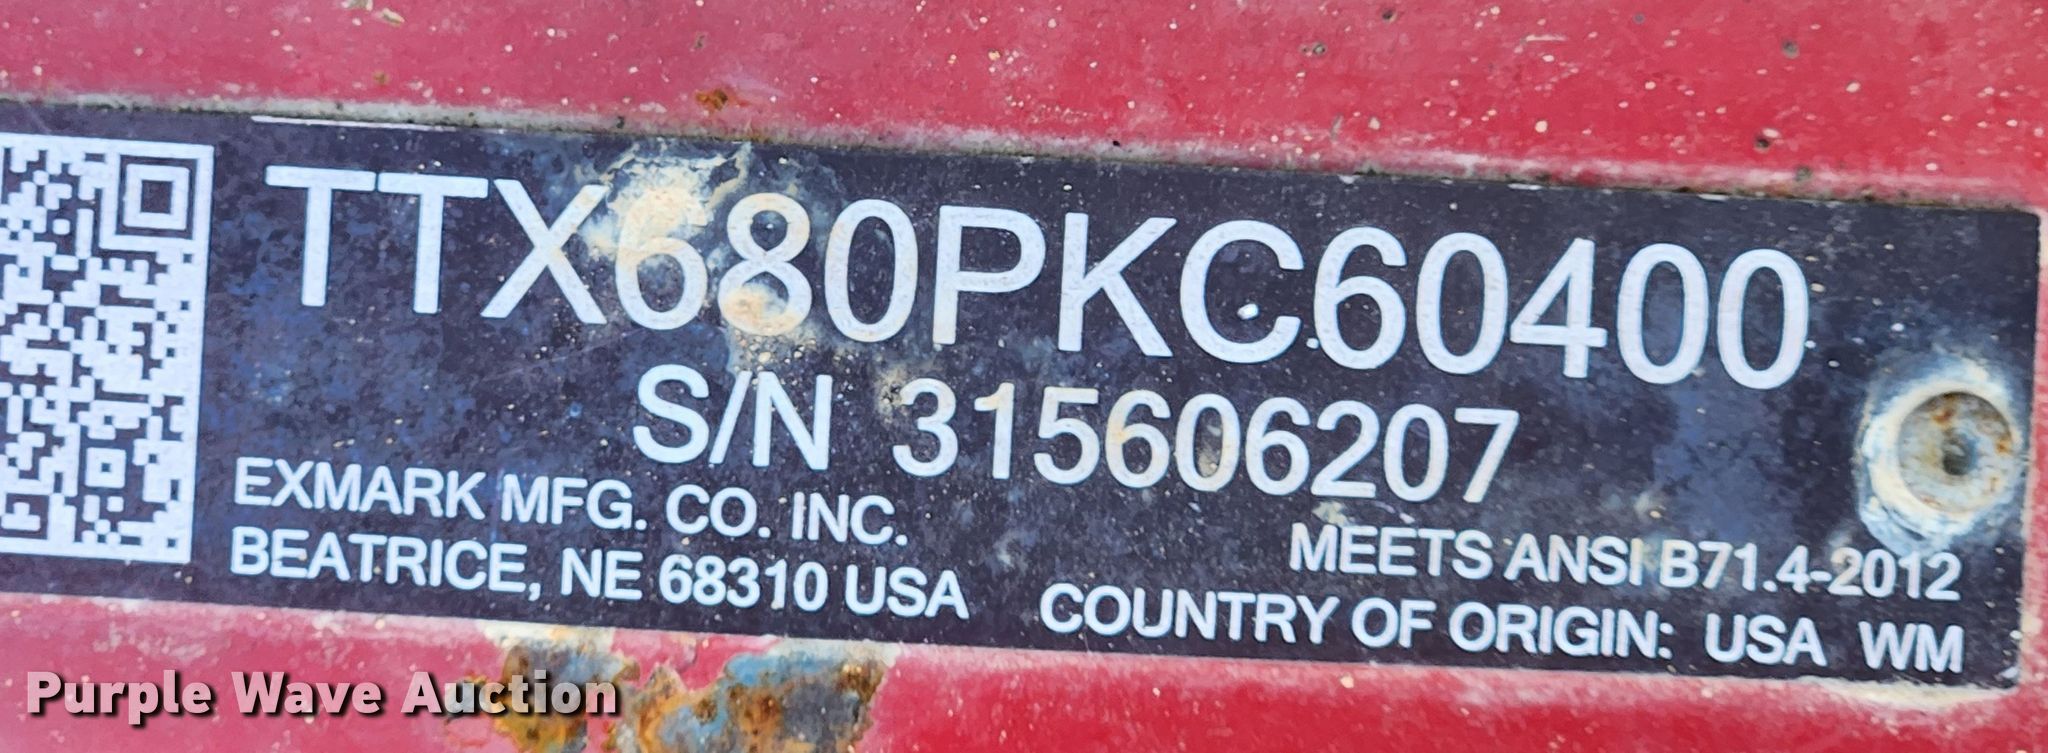 TTX680PKC60400
S/N 315606207
EXMARK MFG. CO. INC.
BEATRICE, NE 68310 USA
MEETS ANSI B71.4-2012
COUNTRY OF ORIGIN: USA WM
Purple Wave Auction